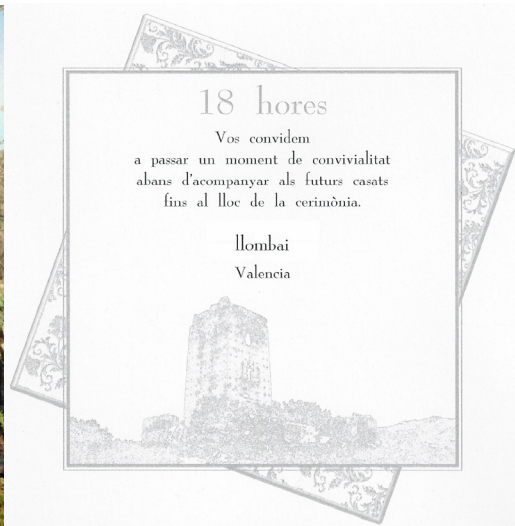 18 hores
Vos convidem
a passar un moment de convivialitat
abans d'acompanyar als futurs casats
fins al lloc de la cerimònia.
llombai
Valencia